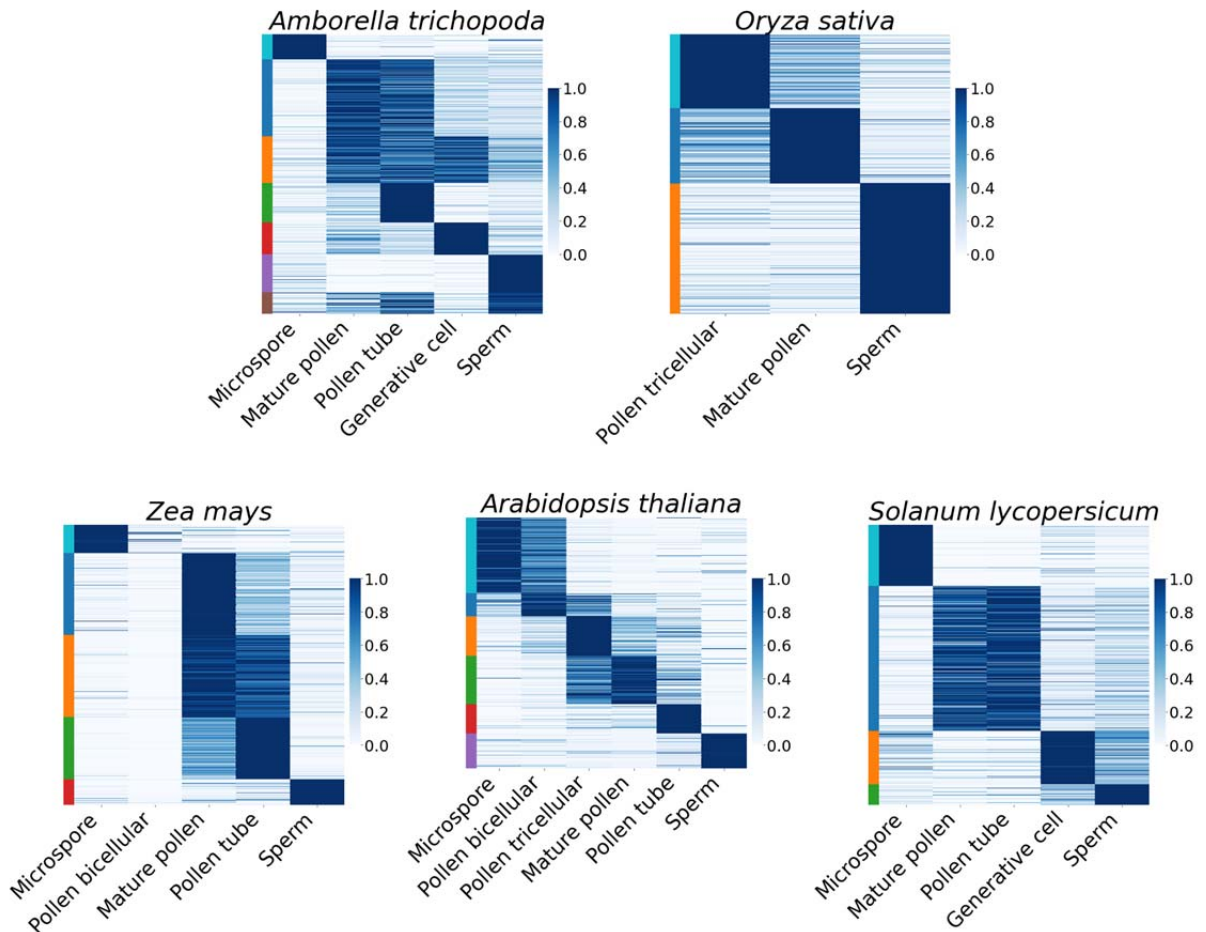 Amborella trichopoda
Oryza sativa
1.0
0.8
0.6
0.4
0.2
0.0
1.0
0.8
0.6
0.4
0.2
0.0
Microspore
Mature pollen
Pollen tube
Generative cell
Sperm
Pollen tricellular
Mature pollen
Sperm
Zea mays
Arabidopsis thaliana
Solanum lycopersicum
1.0
0.8
0.6
0.4
0.2
0.0
1.0
0.8
0.6
0.4
0.2
0.0
1.0
0.8
0.6
0.4
0.2
0.0
Microspore
Pollen bicellular
Mature pollen
Pollen tube
Sperm
Microspore
Pollen bicellular
Pollen tricellular
Mature pollen
Pollen tube
Sperm
Microspore
Mature pollen
Pollen tube
Generative cell
Sperm